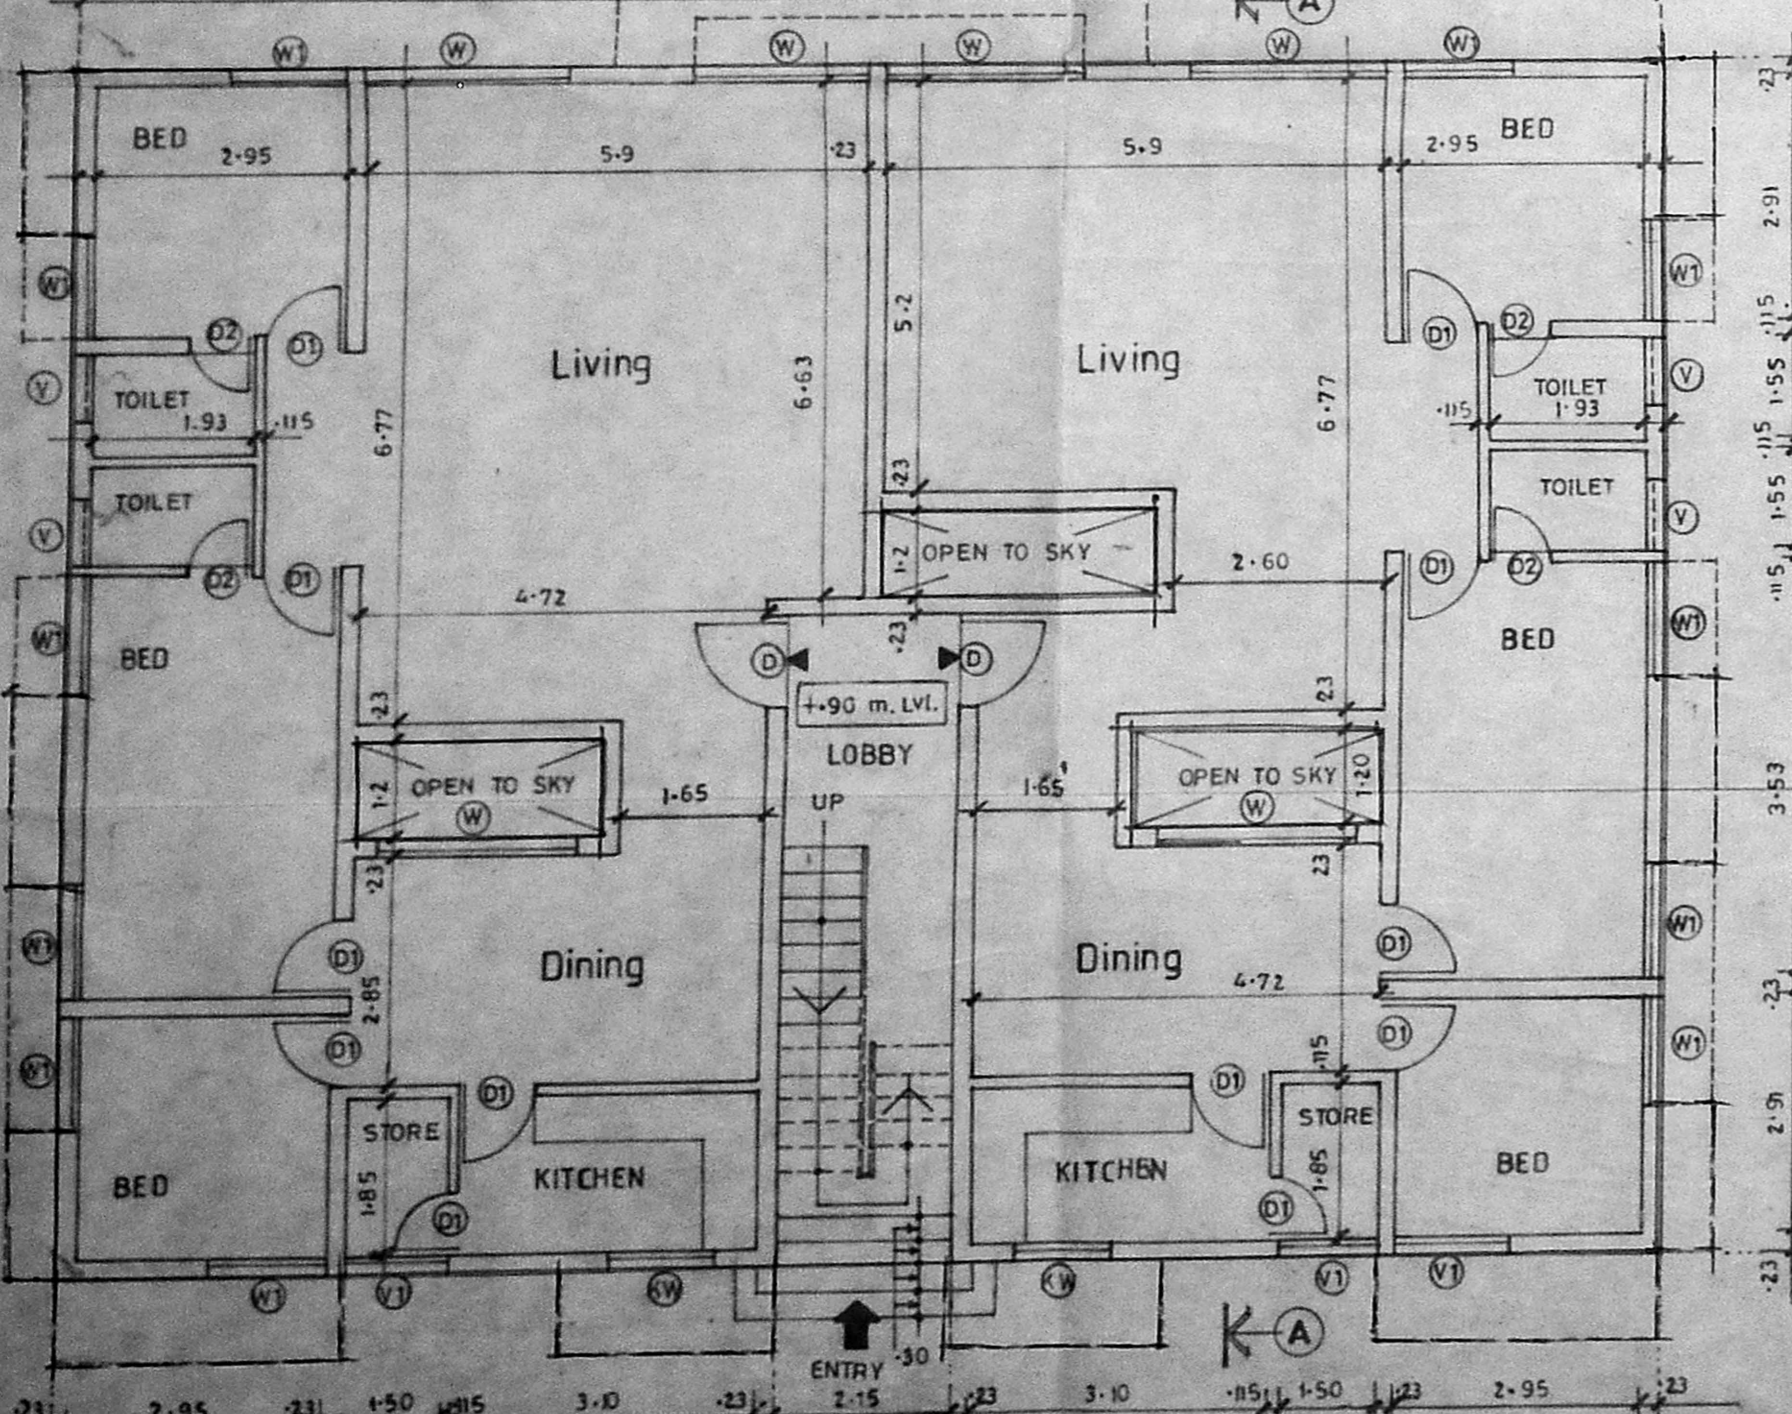 A
W1 W W W W W1
.23
BED BED
2.95 5.9 .23 5.9 2.95
2.91
W1 W1
5.2
D2 D1 D1 D2
.115
Living Living
6.63
V TOILET TOILET V
1.93 .115 .115 1.93
1.55
6.77 6.77
.115
.23
TOILET TOILET
V V
1.55
1.2 OPEN TO SKY 2.60
D2 D1 D1 D2
.115
4.72
W1 .23 W1
BED D D BED
.23 +.90 m. Lvl. .23
LOBBY
1.2 OPEN TO SKY 1.65 UP 1.65 OPEN TO SKY 1.20
W W
3.53
.23 23
W1 D1 D1 W1
Dining Dining
2.85 4.72 .23
D1 D1 W1
W1 .115
D1 D1
STORE STORE
2.91
KITCHEN KITCHEN
BED 1.85 1.85 BED
D1 D1
W1 V1 KW KW V1 V1
.23
A
ENTRY .30
.23 2.95 .23 1.50 3.10 .23 2.15 .23 3.10 .115 1.50 .23 2.95 .23